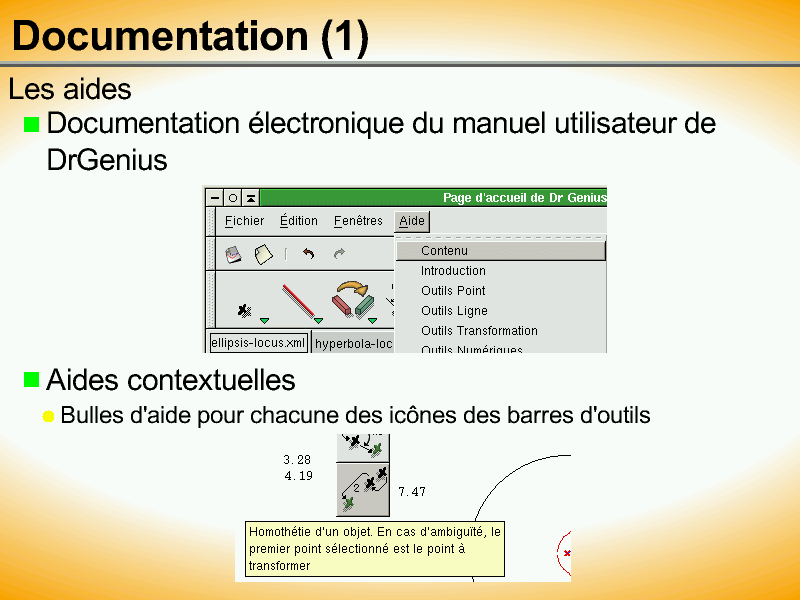 Documentation (1)
Les aides
Documentation électronique du manuel utilisateur de
DrGenius
Page d'accueil de Dr Genius
Fichier Édition Fenêtres Aide
Contenu
Introduction
Outils Point
Outils Ligne
Outils Transformation
Outils Numériques
ellipsis-locus.xml hyperbola-loc
Aides contextuelles
Bulles d'aide pour chacune des icônes des barres d'outils
3.28
4.19
2
7.47
Homothétie d'un objet. En cas d'ambiguïté, le
premier point sélectionné est le point à
transformer